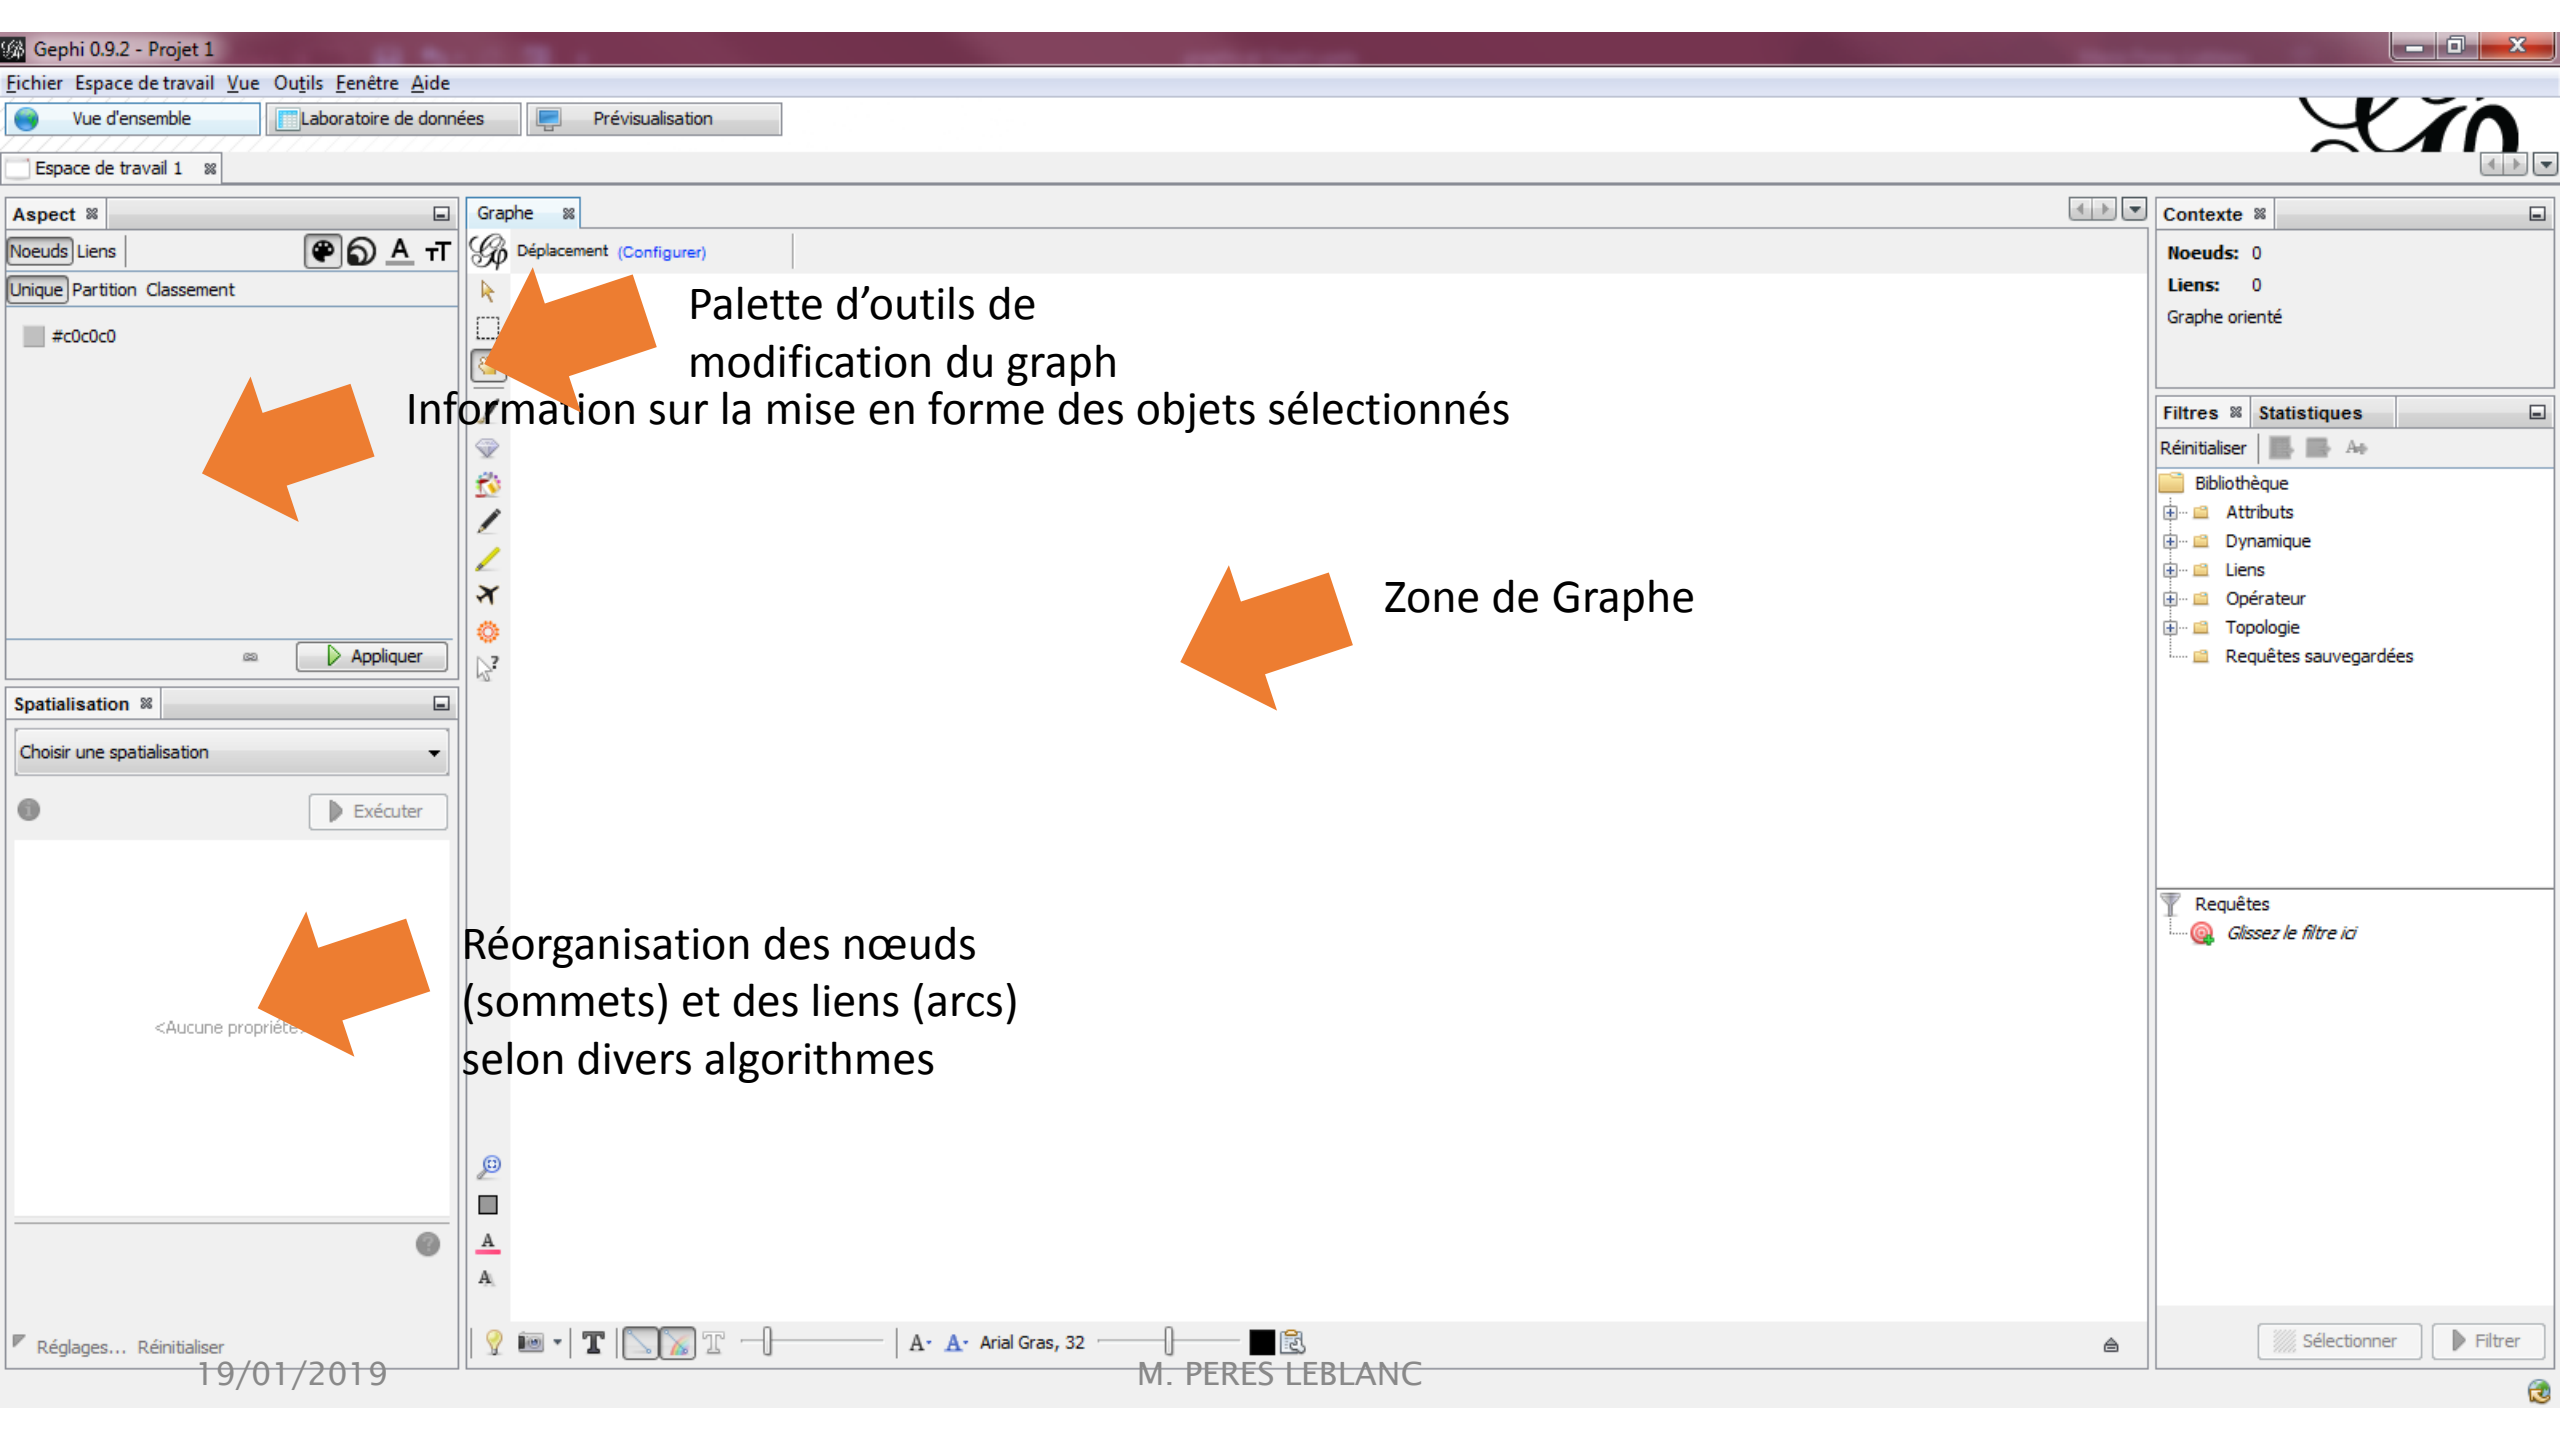 Gephi 0.9.2 - Projet 1
Fichier Espace de travail Vue Outils Fenêtre Aide
Vue d'ensemble
Laboratoire de données
Prévisualisation
Espace de travail 1
Aspect
Noeuds Liens
Unique Partition Classement
#c0c0c0
Appliquer
Spatialisation
Choisir une spatialisation
Exécuter
<Aucune propriété
Réglages... Réinitialiser
Graphe
Déplacement (Configurer)
Palette d’outils de
modification du graph
Information sur la mise en forme des objets sélectionnés
Zone de Graphe
Réorganisation des nœuds
(sommets) et des liens (arcs)
selon divers algorithmes
Arial Gras, 32
Contexte
Noeuds: 0
Liens: 0
Graphe orienté
Filtres Statistiques
Réinitialiser
Bibliothèque
Attributs
Dynamique
Liens
Opérateur
Topologie
Requêtes sauvegardées
Requêtes
Glissez le filtre ici
Sélectionner
Filtrer
19/01/2019
M. PERES LEBLANC